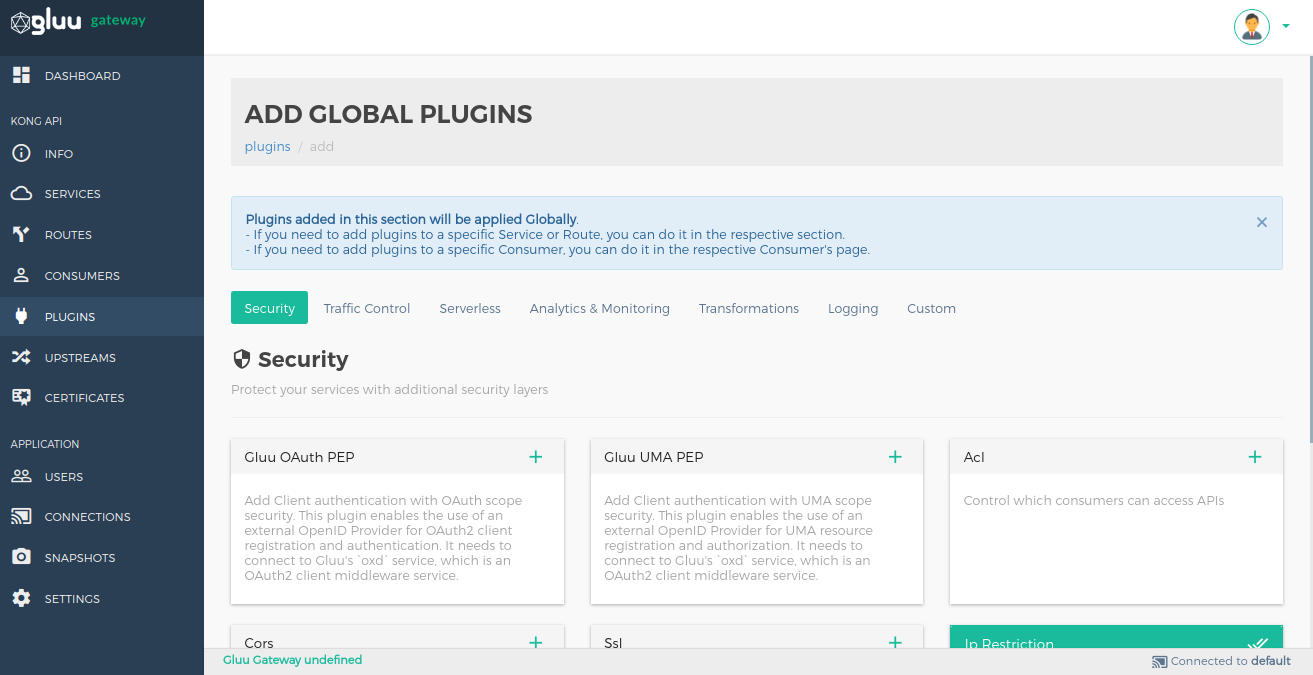 gluu gateway
DASHBOARD
KONG API
INFO
SERVICES
ROUTES
CONSUMERS
PLUGINS
UPSTREAMS
CERTIFICATES
APPLICATION
USERS
CONNECTIONS
SNAPSHOTS
SETTINGS
ADD GLOBAL PLUGINS
plugins / add
Plugins added in this section will be applied Globally.
- If you need to add plugins to a specific Service or Route, you can do it in the respective section.
- If you need to add plugins to a specific Consumer, you can do it in the respective Consumer's page.
Security Traffic Control Serverless Analytics & Monitoring Transformations Logging Custom
Security
Protect your services with additional security layers
Gluu OAuth PEP
Add Client authentication with OAuth scope
security. This plugin enables the use of an
external OpenID Provider for OAuth2 client
registration and authentication. It needs to
connect to Gluu's `oxd` service, which is an
OAuth2 client middleware service.
Gluu UMA PEP
Add Client authentication with UMA scope
security. This plugin enables the use of an
external OpenID Provider for UMA resource
registration and authorization. It needs to
connect to Gluu's `oxd` service, which is an
OAuth2 client middleware service.
Acl
Control which consumers can access APIs
Cors
Ssl
Ip Restriction
Gluu Gateway undefined
Connected to default